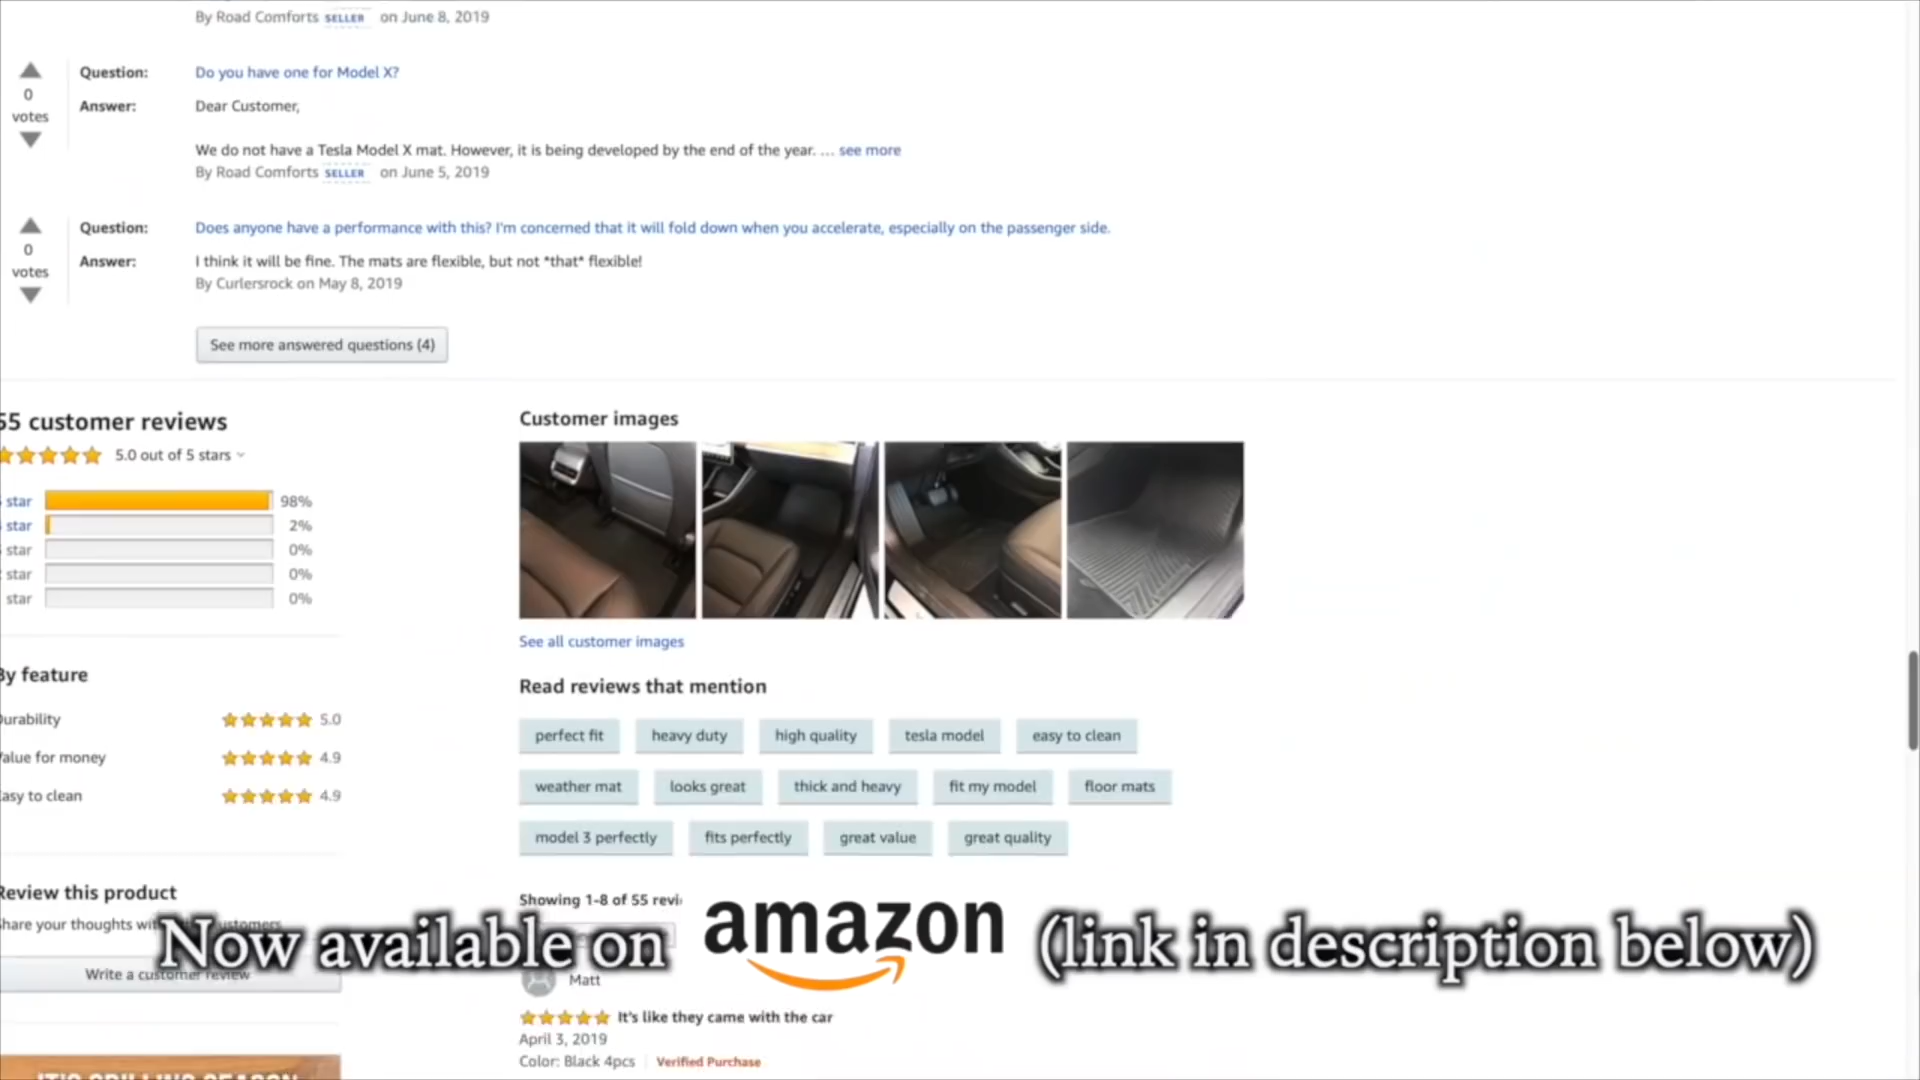 By Road Comforts SELLER on June 8, 2019
Question: Do you have one for Model X?
0
votes
Answer: Dear Customer,
We do not have a Tesla Model X mat. However, it is being developed by the end of the year. ... see more
By Road Comforts SELLER on June 5, 2019
Question: Does anyone have a performance with this? I'm concerned that it will fold down when you accelerate, especially on the passenger side.
0
votes
Answer: I think it will be fine. The mats are flexible, but not *that* flexible!
By Curlersrock on May 8, 2019
See more answered questions (4)
55 customer reviews
5.0 out of 5 stars
star 98%
star 2%
star 0%
star 0%
star 0%
By feature
Durability 5.0
Value for money 4.9
Easy to clean 4.9
Review this product
Share your thoughts with customers
Write a customer review
Customer images
See all customer images
Read reviews that mention
perfect fit heavy duty high quality tesla model easy to clean
weather mat looks great thick and heavy fit my model floor mats
model 3 perfectly fits perfectly great value great quality
Showing 1-8 of 55 revi
Now available on amazon (link in description below)
Matt
It's like they came with the car
April 3, 2019
Color: Black 4pcs Verified Purchase
IT'S GRILLING SEASON